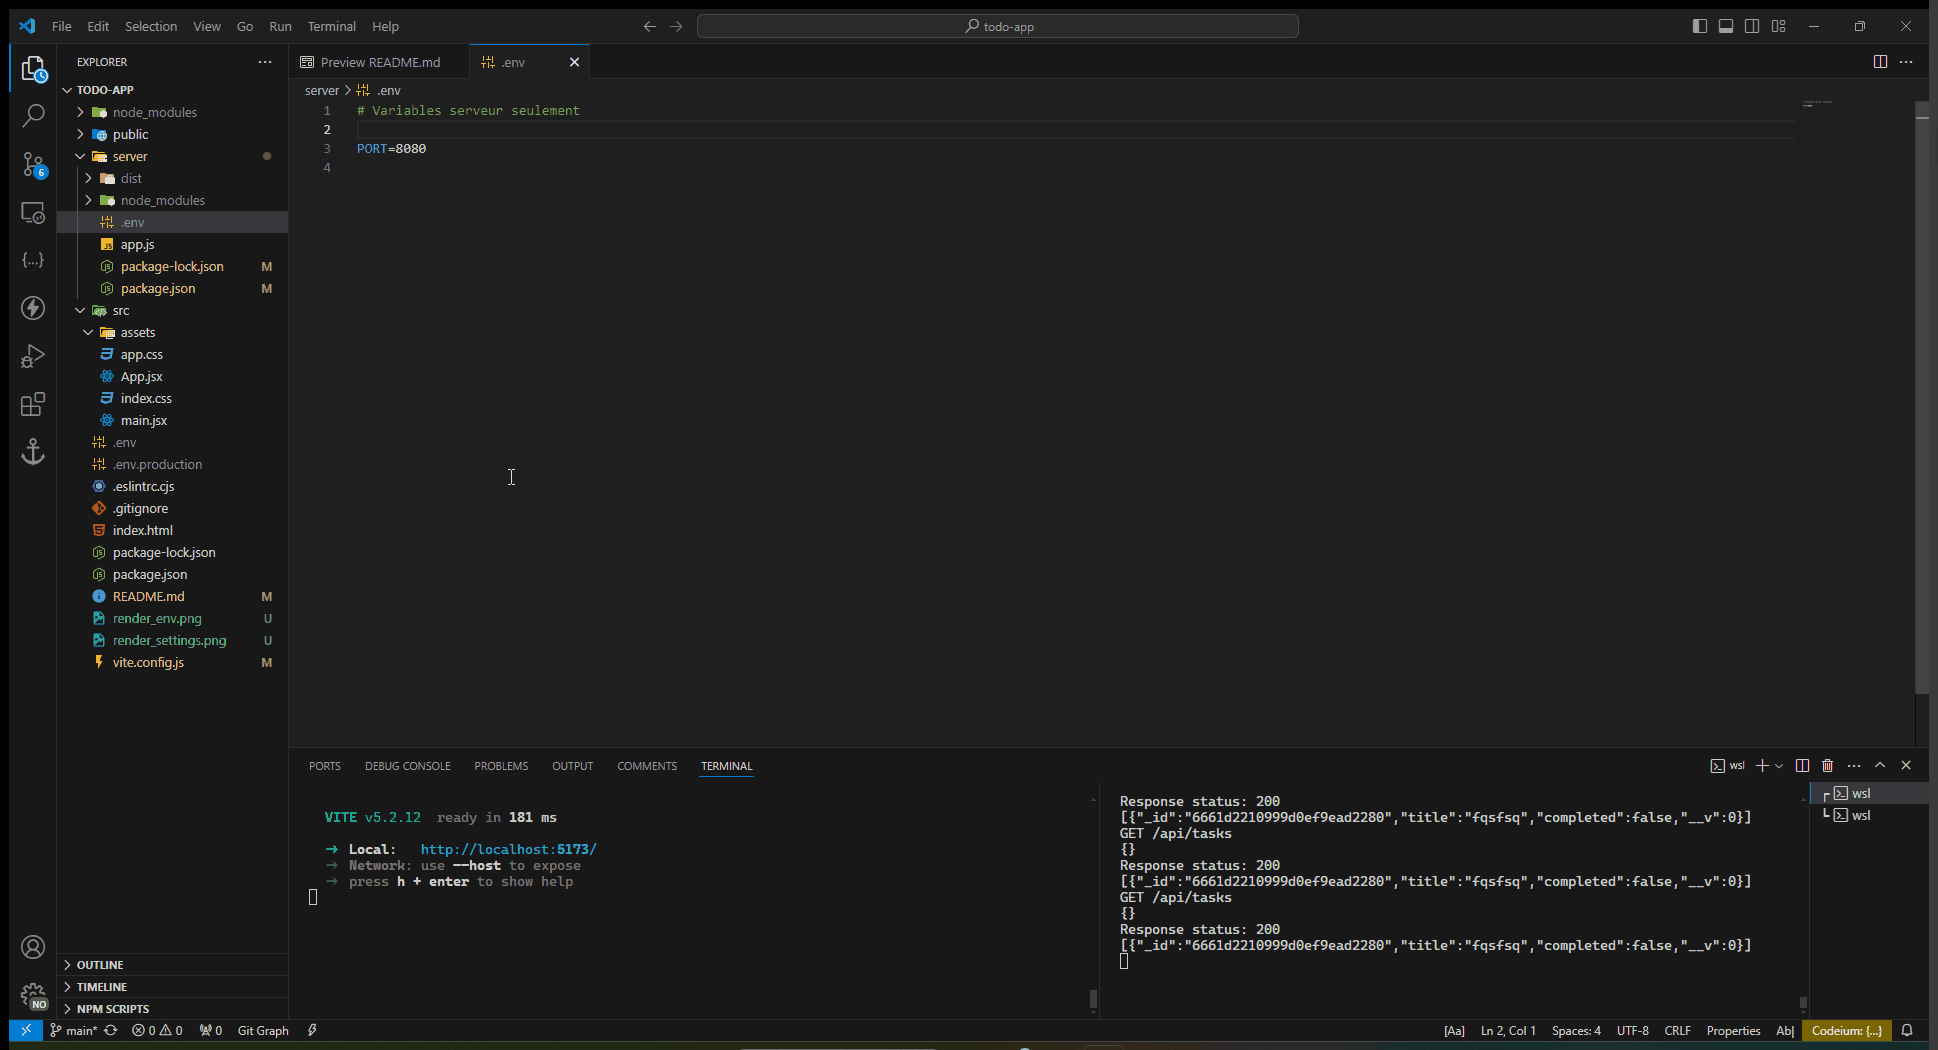 File Edit Selection View Go Run Terminal Help
todo-app
EXPLORER
TODO-APP
node_modules
public
server
dist
node_modules
.env
app.js
package-lock.json M
package.json M
src
assets
app.css
App.jsx
index.css
main.jsx
.env
.env.production
.eslintrc.cjs
.gitignore
index.html
package-lock.json
package.json
README.md M
render_env.png U
render_settings.png U
vite.config.js M
OUTLINE
TIMELINE
NPM SCRIPTS
6
NO
Preview README.md .env
server > .env
1 # Variables serveur seulement
2
3 PORT=8080
4
PORTS DEBUG CONSOLE PROBLEMS OUTPUT COMMENTS TERMINAL
wsl
VITE v5.2.12 ready in 181 ms
➜ Local: http://localhost:5173/
➜ Network: use --host to expose
➜ press h + enter to show help
Response status: 200
[{"_id":"6661d2210999d0ef9ead2280","title":"fqsfsq","completed":false,"__v":0}]
GET /api/tasks
{}
Response status: 200
[{"_id":"6661d2210999d0ef9ead2280","title":"fqsfsq","completed":false,"__v":0}]
GET /api/tasks
{}
Response status: 200
[{"_id":"6661d2210999d0ef9ead2280","title":"fqsfsq","completed":false,"__v":0}]
wsl
wsl
main* 0 0 0 Git Graph
[Aa] Ln 2, Col 1 Spaces: 4 UTF-8 CRLF Properties Ab| Codeium: {...}